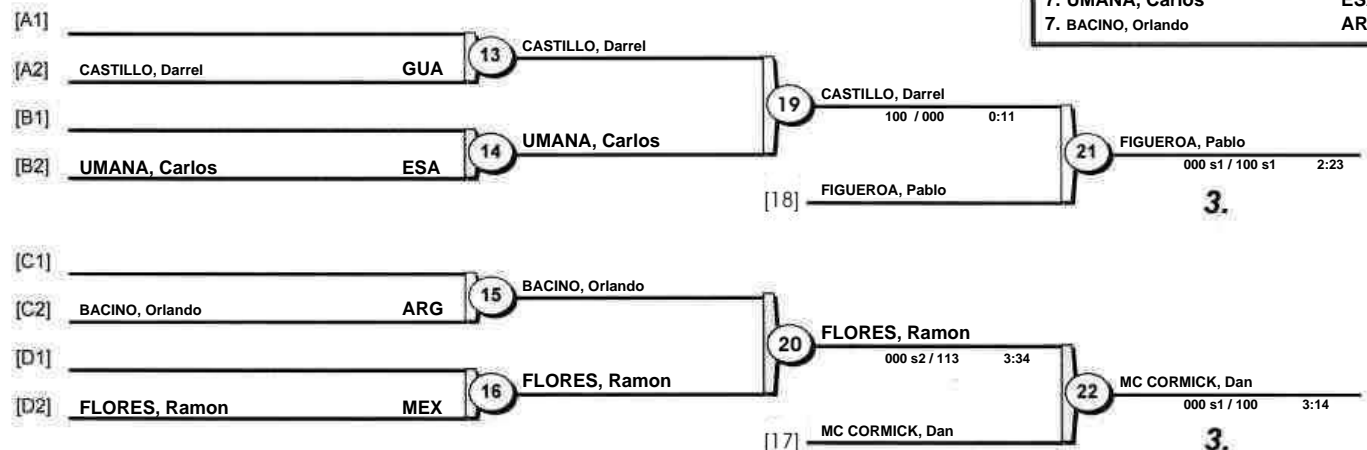 7. UMANA, Carlos
7. BACINO, Orlando AR
[A1]
[A2] CASTILLO, Darrel GUA
13
CASTILLO, Darrel
[B1]
[B2] UMANA, Carlos ESA
14
UMANA, Carlos
19
CASTILLO, Darrel
100 / 000 0:11
[18] FIGUEROA, Pablo
21
FIGUEROA, Pablo
000 s1 / 100 s1 2:23
3.
[C1]
[C2] BACINO, Orlando ARG
15
BACINO, Orlando
[D1]
[D2] FLORES, Ramon MEX
16
FLORES, Ramon
20
FLORES, Ramon
000 s2 / 113 3:34
[17] MC CORMICK, Dan
22
MC CORMICK, Dan
000 s1 / 100 3:14
3.